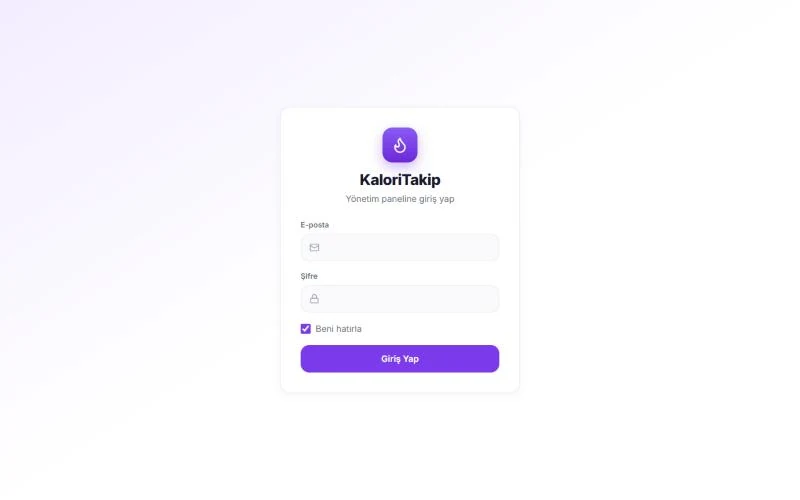 KaloriTakip
Yönetim paneline giriş yap
E-posta
Şifre
Beni hatırla
Giriş Yap